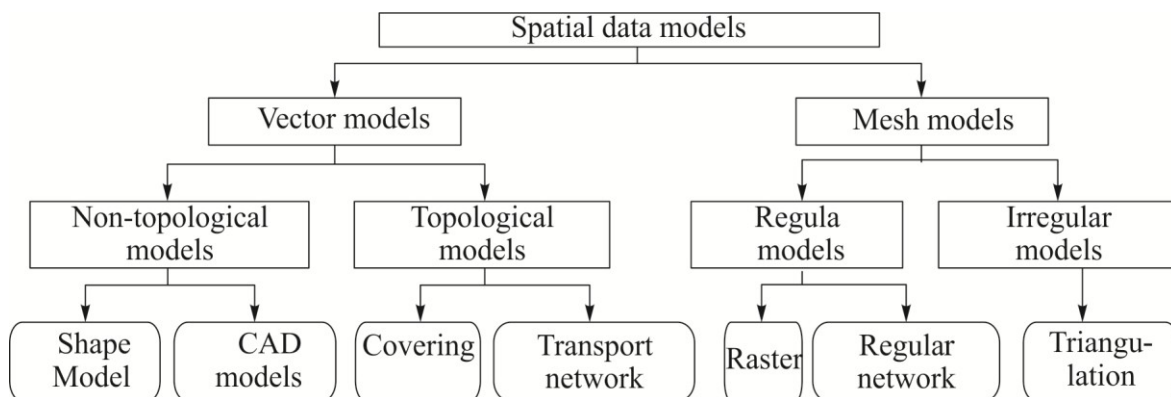 Spatial data models
Vector models
Mesh models
Non-topological
models
Topological
models
Regula
models
Irregular
models
Shape
Model
CAD
models
Covering
Transport
network
Raster
Regular
network
Triangu-
lation